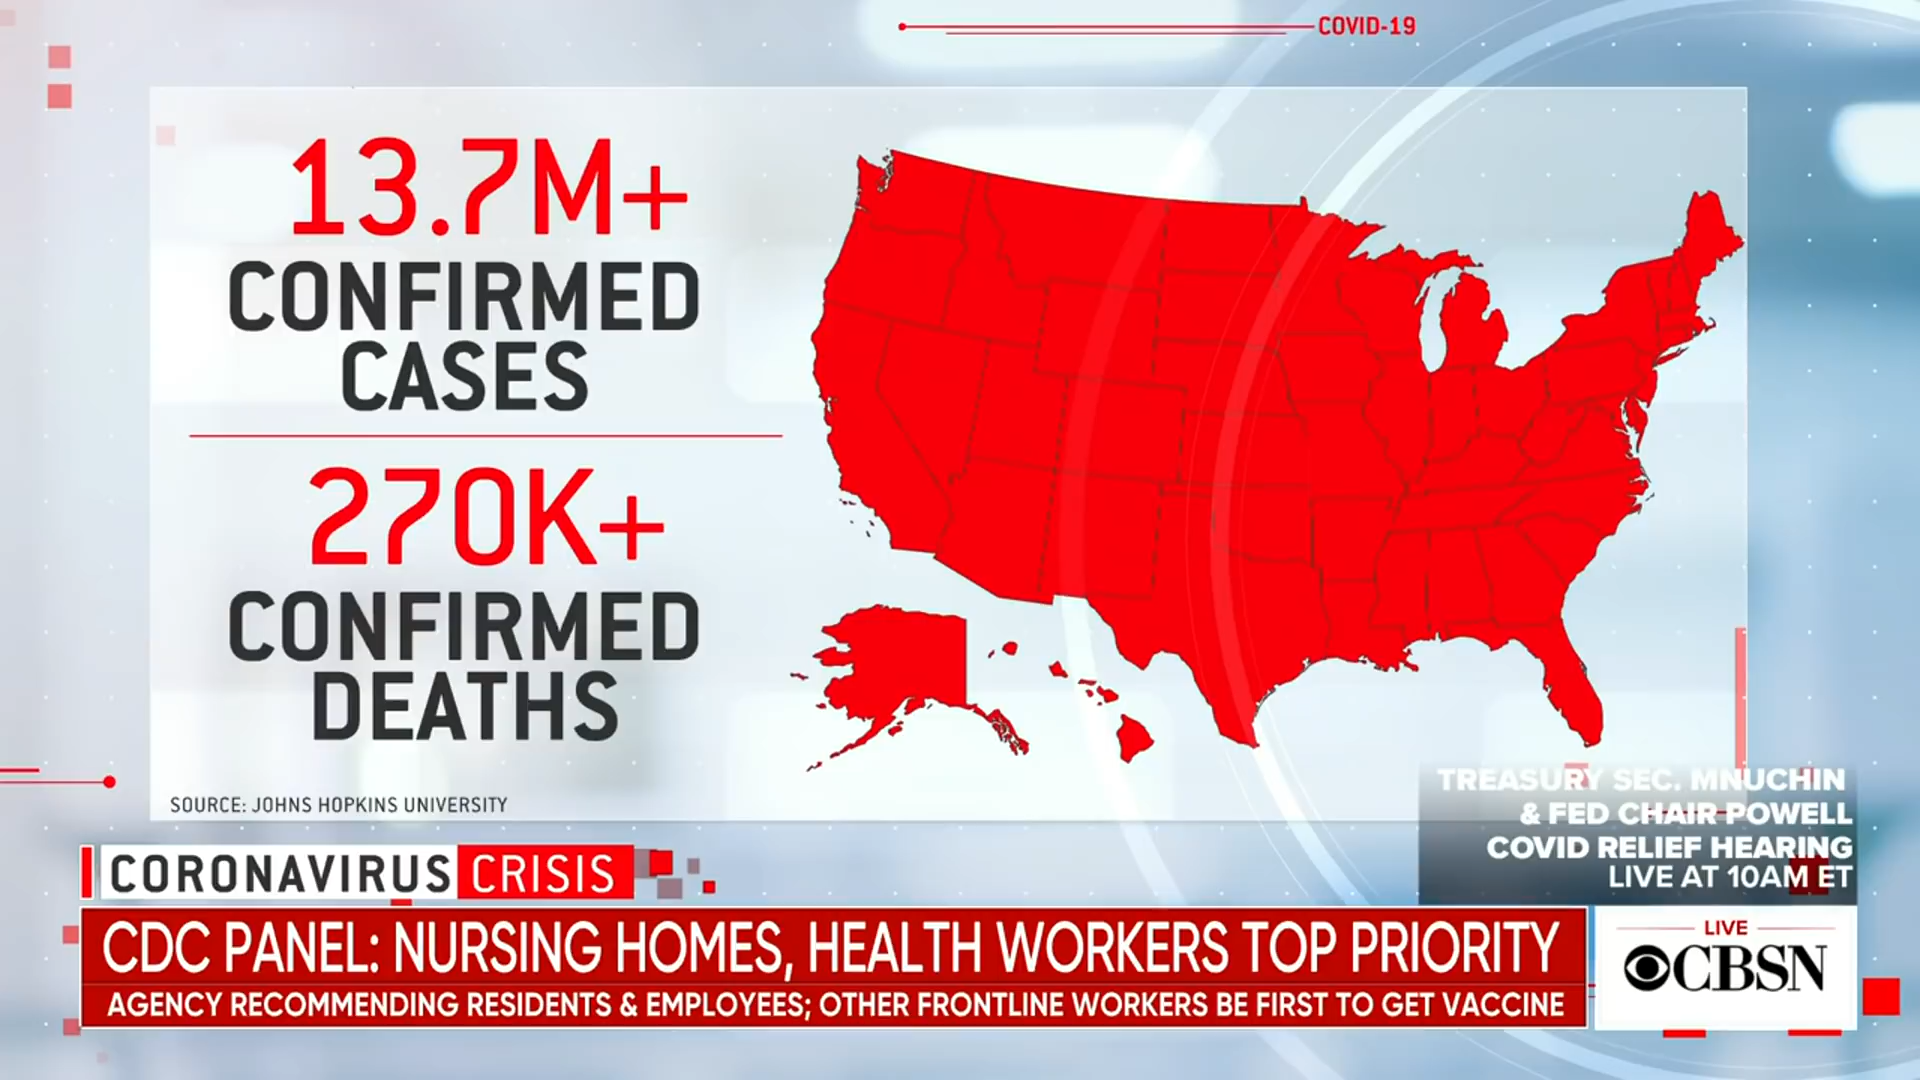 COVID-19
13.7M+
CONFIRMED
CASES
270K+
CONFIRMED
DEATHS
SOURCE: JOHNS HOPKINS UNIVERSITY
TREASURY SEC. MNUCHIN
& FED CHAIR POWELL
COVID RELIEF HEARING
LIVE AT 10AM ET
CORONAVIRUS CRISIS
CDC PANEL: NURSING HOMES, HEALTH WORKERS TOP PRIORITY
AGENCY RECOMMENDING RESIDENTS & EMPLOYEES; OTHER FRONTLINE WORKERS BE FIRST TO GET VACCINE
LIVE
CBSN